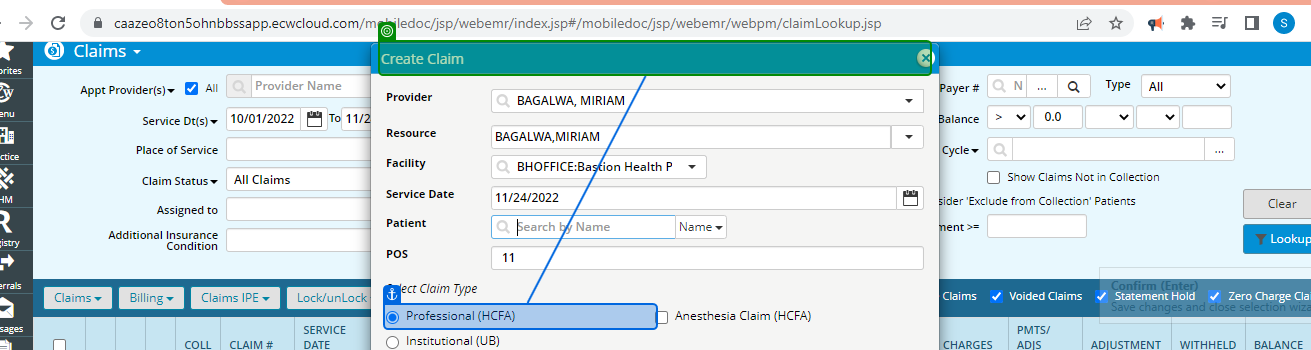 caazeo8ton5ohnbbssapp.ecwcloud.com/mobiledoc/jsp/webemr/index.jsp#/mobiledoc/jsp/webemr/webpm/claimLookup.jsp
S
Claims
Create Claim
Appt Provider(s) All Provider Name
Provider BAGALWA, MIRIAM
Payer # N ... Type All
Service Dt(s) 10/01/2022 To 11/2
Resource BAGALWA,MIRIAM
Balance > 0.0
Place of Service
Facility BHOFFICE:Bastion Health P
Cycle ...
Claim Status All Claims
Service Date 11/24/2022
Show Claims Not in Collection
Assigned to
Patient Search by Name Name
sider 'Exclude from Collection' Patients
Clear
Additional Insurance
Condition
POS 11
ment >=
Lookup
Select Claim Type
Claims Billing Claims IPE Lock/unLock
Professional (HCFA) Anesthesia Claim (HCFA)
Claims Voided Claims Statement Hold Zero Charge Clai
Confirm (Enter)
Save changes and close selection wiza
Institutional (UB)
COLL CLAIM # SERVICE
DATE
CHARGES PMTS/
ADJS ADJUSTMENT WITHHELD BALANCE
orites
enu
ctice
HM
gistry
errals
sages